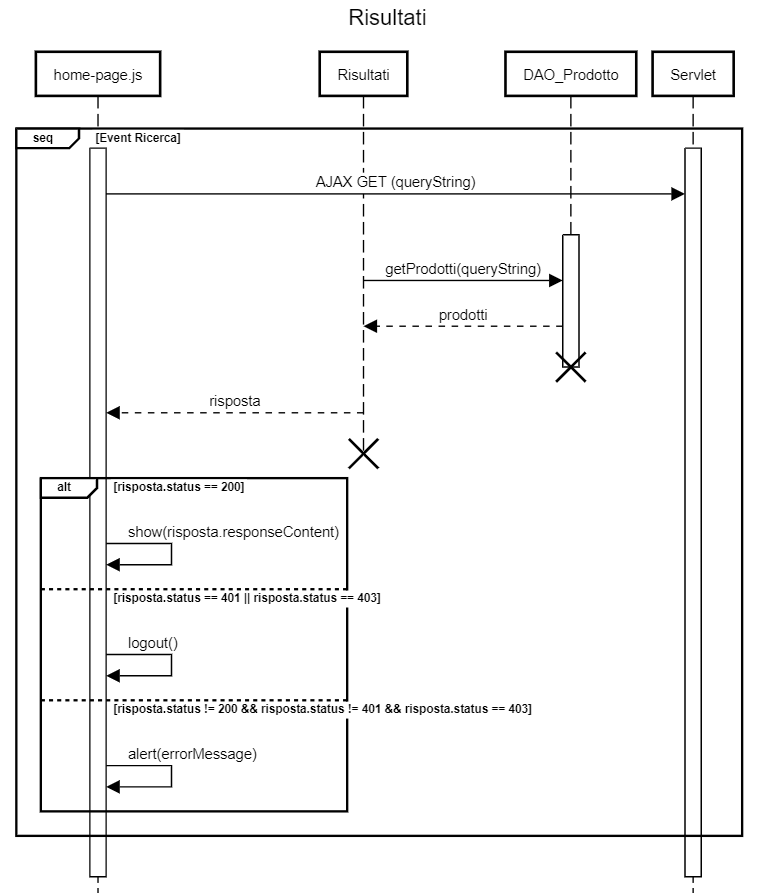 Risultati
home-page.js
Risultati
DAO_Prodotto
Servlet
seq
[Event Ricerca]
AJAX GET (queryString)
getProdotti(queryString)
prodotti
risposta
alt
[risposta.status == 200]
show(risposta.responseContent)
[risposta.status == 401 || risposta.status == 403]
logout()
[risposta.status != 200 && risposta.status != 401 && risposta.status == 403]
alert(errorMessage)